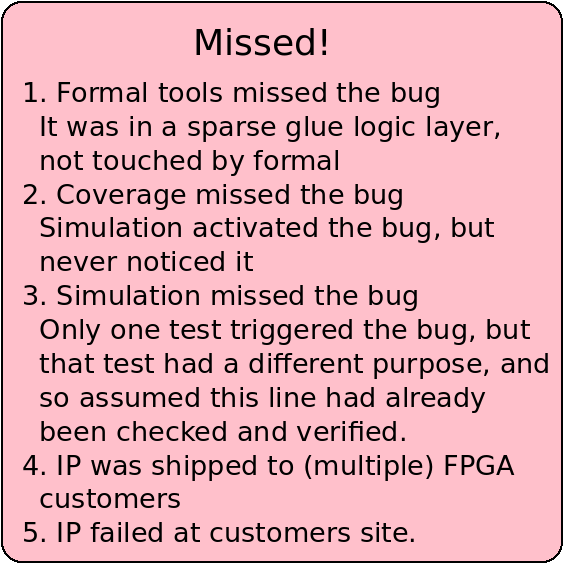 Missed!
1. Formal tools missed the bug
It was in a sparse glue logic layer,
not touched by formal
2. Coverage missed the bug
Simulation activated the bug, but
never noticed it
3. Simulation missed the bug
Only one test triggered the bug, but
that test had a different purpose, and
so assumed this line had already
been checked and verified.
4. IP was shipped to (multiple) FPGA
customers
5. IP failed at customers site.